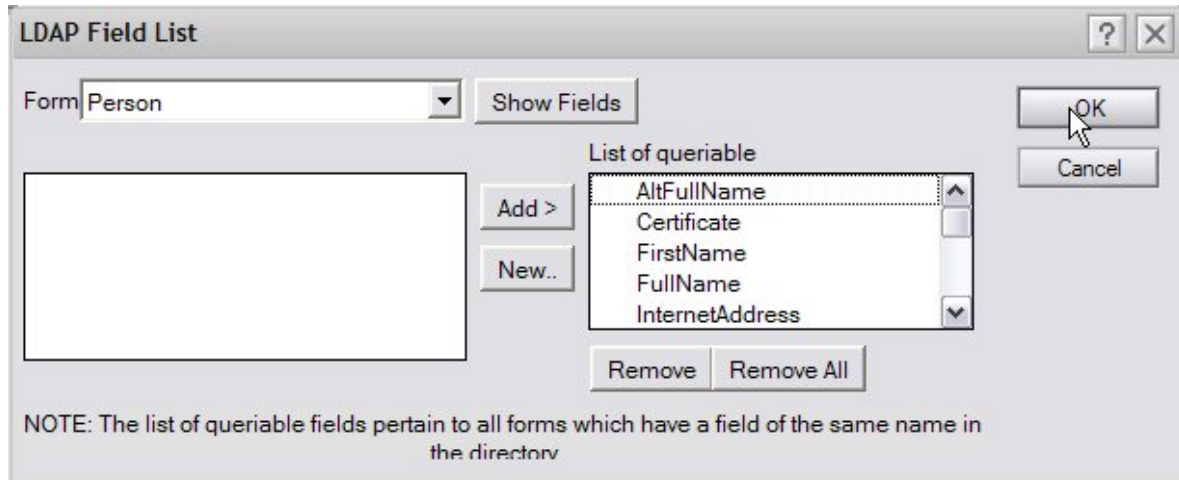 LDAP Field List
?
Form Person Show Fields
OK
List of queriable
Cancel
AltFullName
Add >
Certificate
FirstName
New..
FullName
InternetAddress
Remove Remove All
NOTE: The list of queriable fields pertain to all forms which have a field of the same name in
the directory